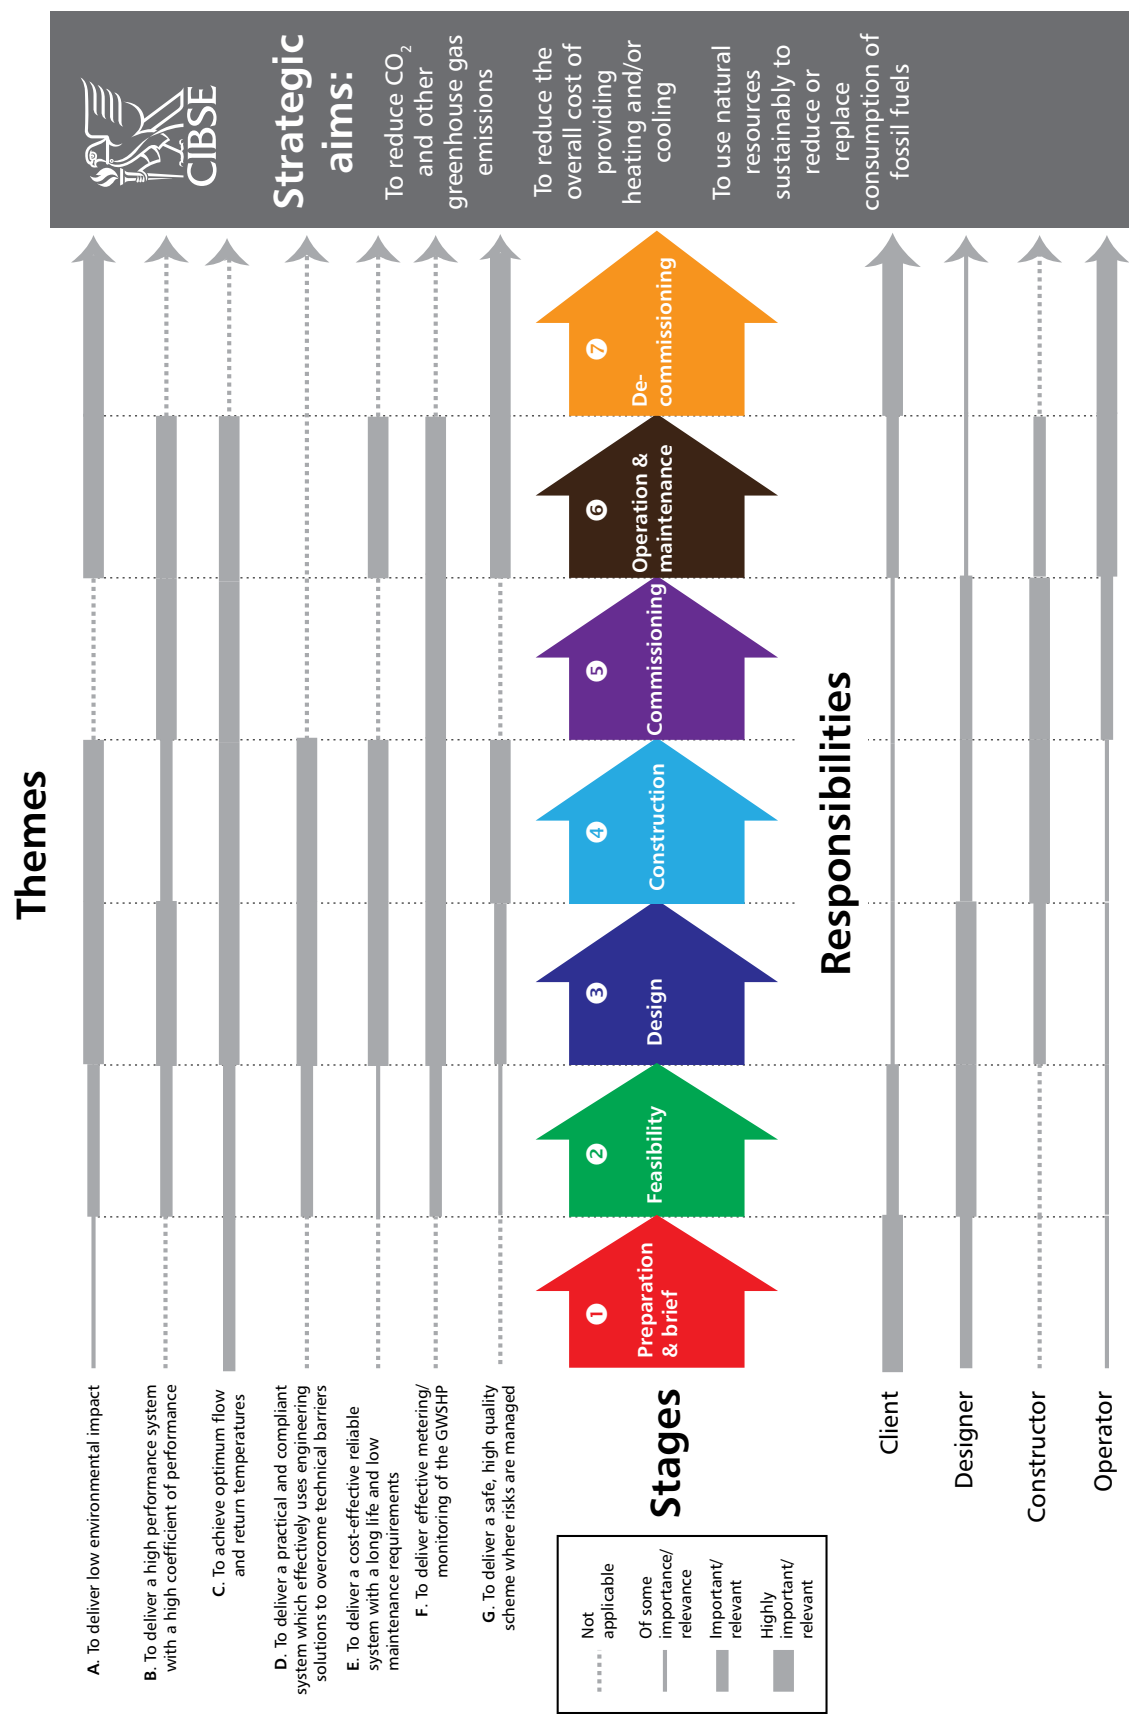 Themes
A. To deliver low environmental impact
B. To deliver a high performance system
with a high coefficient of performance
C. To achieve optimum flow
and return temperatures
D. To deliver a practical and compliant
system which effectively uses engineering
solutions to overcome technical barriers
E. To deliver a cost-effective reliable
system with a long life and low
maintenance requirements
F. To deliver effective metering/
monitoring of the GWSHP
G. To deliver a safe, high quality
scheme where risks are managed
Stages
1
Preparation
& brief
2
Feasibility
3
Design
4
Construction
5
Commissioning
6
Operation &
maintenance
7
De-
commissioning
Responsibilities
Client
Designer
Constructor
Operator
Not
applicable
Of some
importance/
relevance
Important/
relevant
Highly
important/
relevant
CIBSE
Strategic
aims:
To reduce CO₂
and other
greenhouse gas
emissions
To reduce the
overall cost of
providing
heating and/or
cooling
To use natural
resources
sustainably to
reduce or
replace
consumption of
fossil fuels